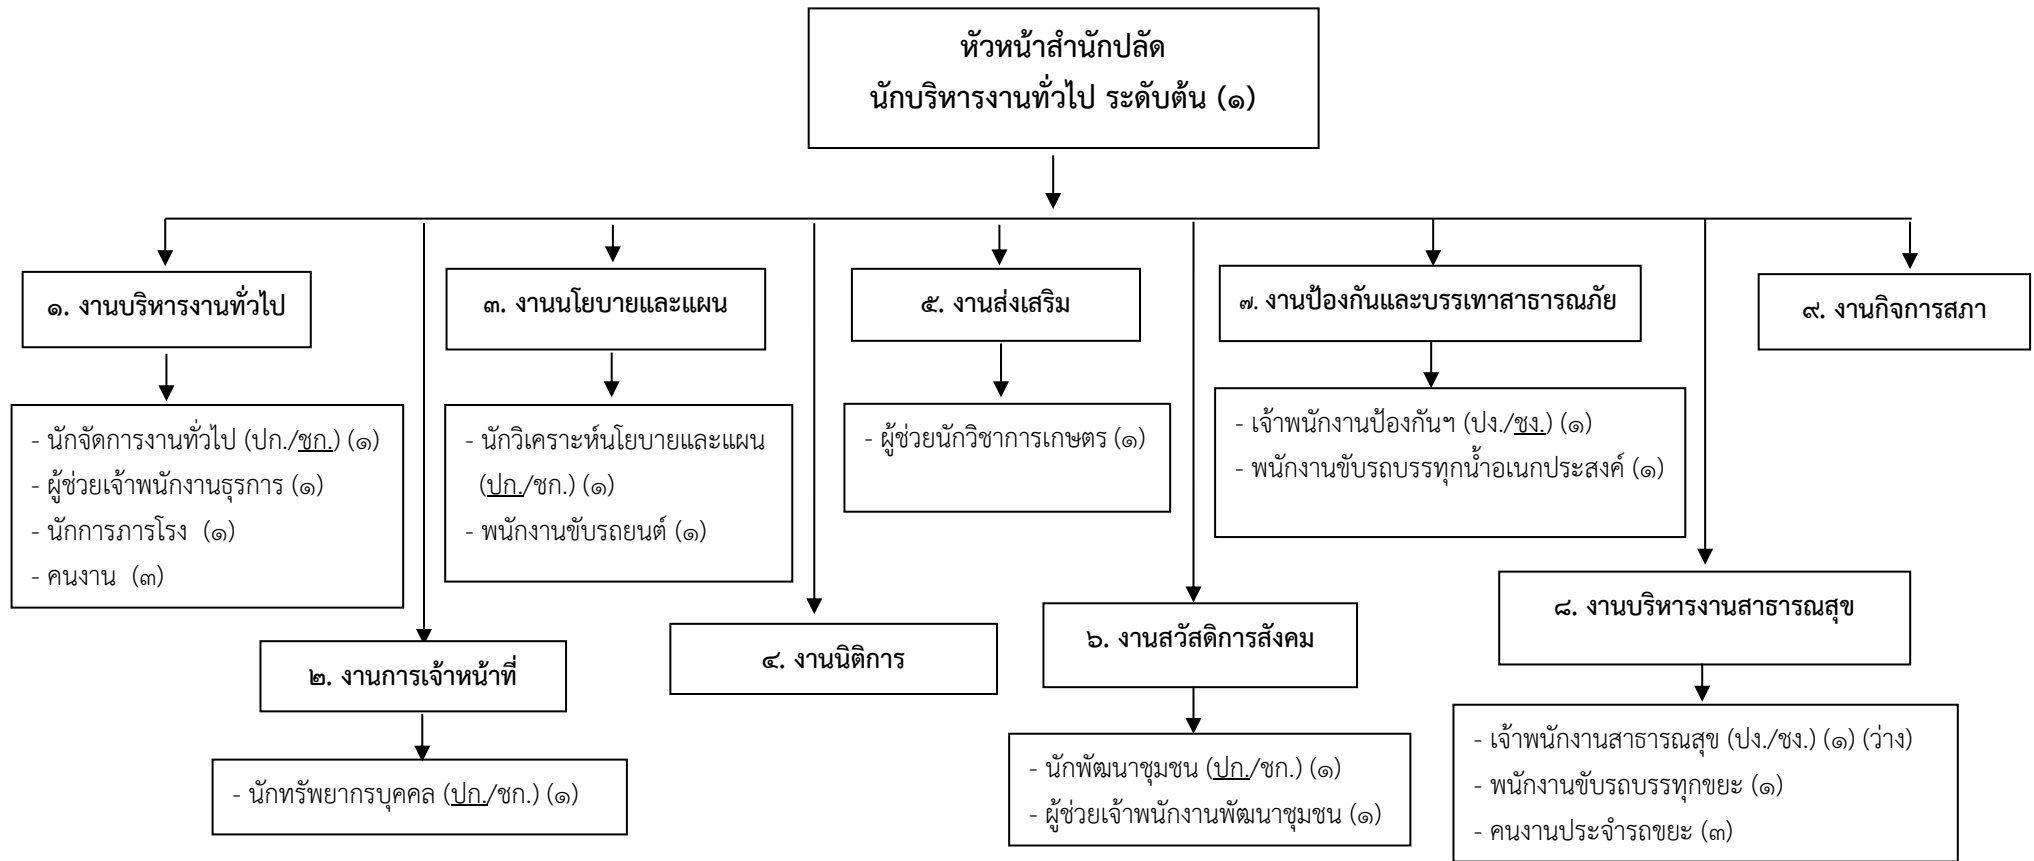 หัวหน้าสำนักปลัด
นักบริหารงานทั่วไป ระดับต้น (๑)
๑. งานบริหารงานทั่วไป
- นักจัดการงานทั่วไป (ปก./ชก.) (๑)
- ผู้ช่วยเจ้าพนักงานธุรการ (๑)
- นักการภารโรง (๑)
- คนงาน (๓)
๒. งานการเจ้าหน้าที่
- นักทรัพยากรบุคคล (ปก./ชก.) (๑)
๓. งานนโยบายและแผน
- นักวิเคราะห์นโยบายและแผน
(ปก./ชก.) (๑)
- พนักงานขับรถยนต์ (๑)
๔. งานนิติการ
๕. งานส่งเสริม
- ผู้ช่วยนักวิชาการเกษตร (๑)
๖. งานสวัสดิการสังคม
- นักพัฒนาชุมชน (ปก./ชก.) (๑)
- ผู้ช่วยเจ้าพนักงานพัฒนาชุมชน (๑)
๗. งานป้องกันและบรรเทาสาธารณภัย
- เจ้าพนักงานป้องกันฯ (ปง./ชง.) (๑)
- พนักงานขับรถบรรทุกน้ำอเนกประสงค์ (๑)
๘. งานบริหารงานสาธารณสุข
- เจ้าพนักงานสาธารณสุข (ปง./ชง.) (๑) (ว่าง)
- พนักงานขับรถบรรทุกขยะ (๑)
- คนงานประจำรถขยะ (๓)
๙. งานกิจการสภา